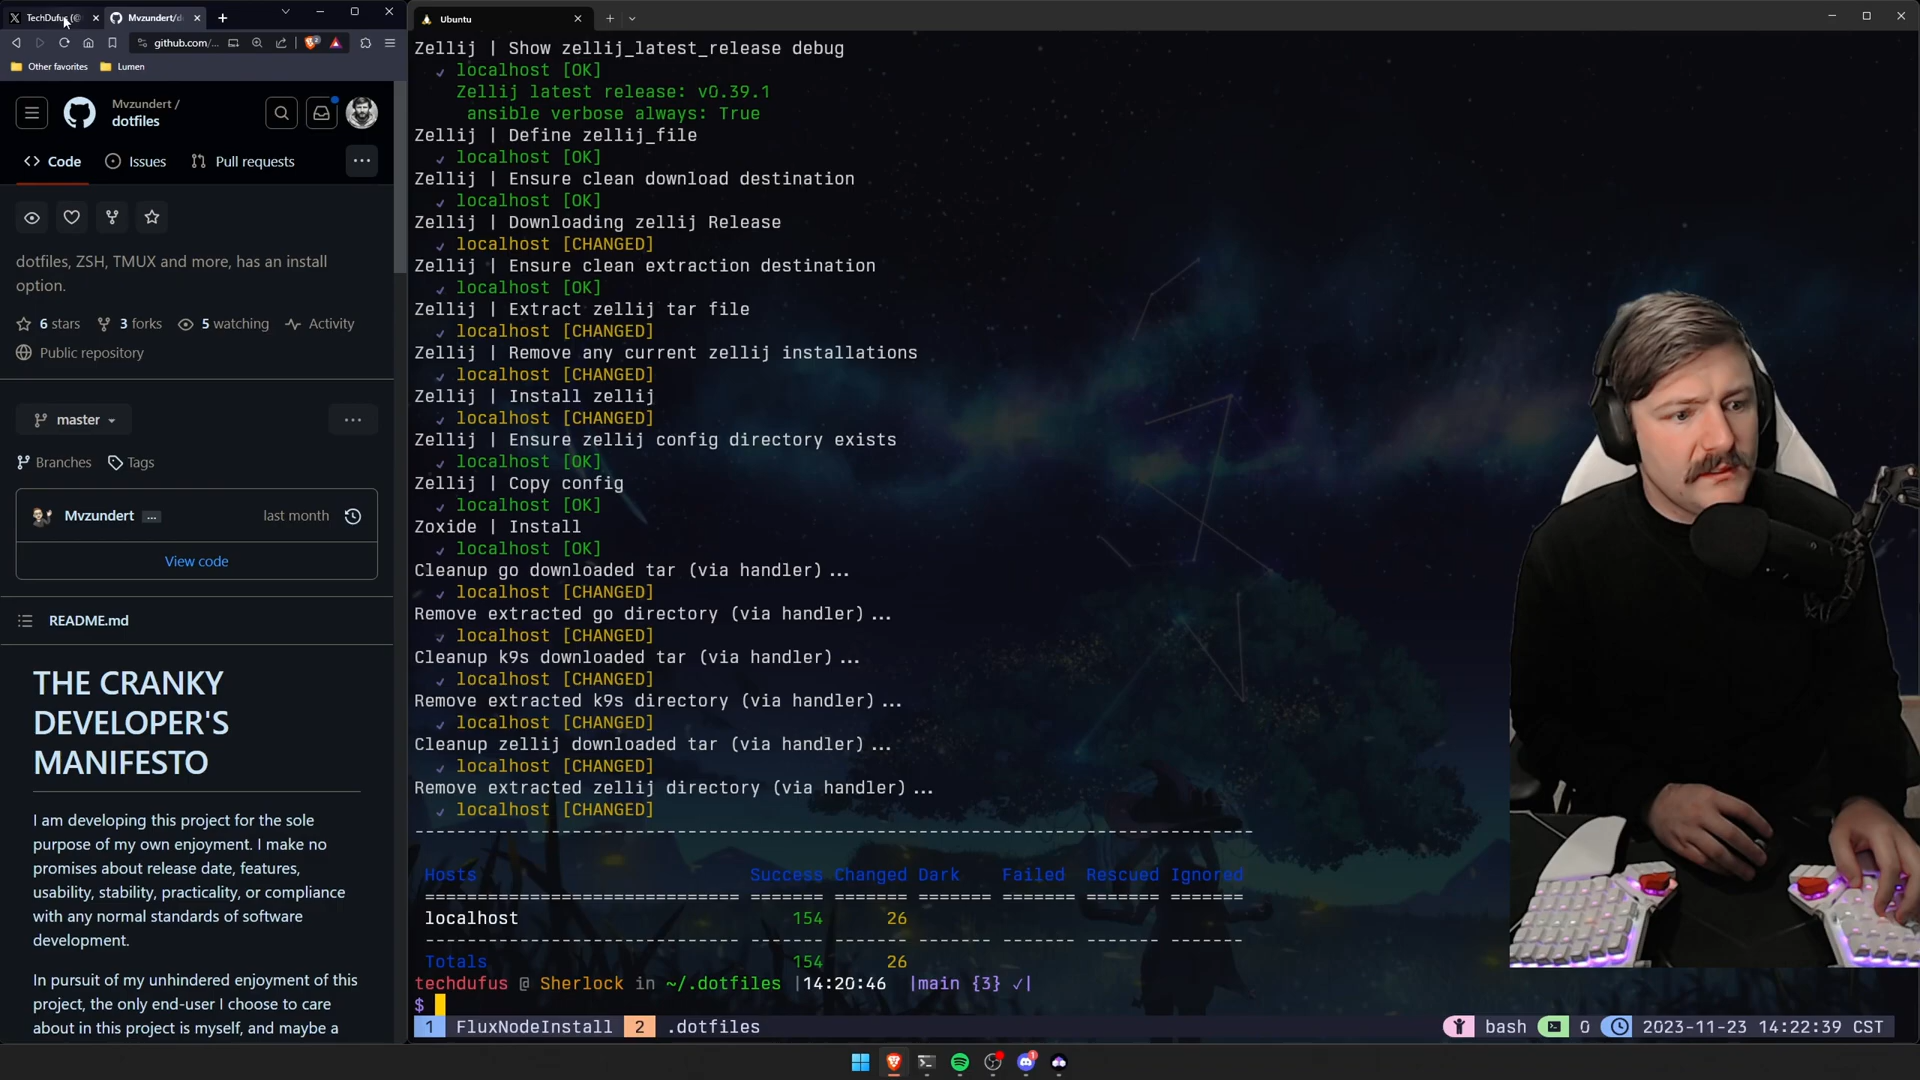 TechDufus (@
Mvzundert/d
github.com/...
Other favorites
Lumen
Mvzundert /
dotfiles
Code
Issues
Pull requests
dotfiles, ZSH, TMUX and more, has an install
option.
6 stars
3 forks
5 watching
Activity
Public repository
master
Branches
Tags
Mvzundert ...
last month
View code
README.md
THE CRANKY
DEVELOPER'S
MANIFESTO
I am developing this project for the sole
purpose of my own enjoyment. I make no
promises about release date, features,
usability, stability, practicality, or compliance
with any normal standards of software
development.
In pursuit of my unhindered enjoyment of this
project, the only end-user I choose to care
about in this project is myself, and maybe a
Ubuntu
Zellij | Show zellij_latest_release debug
✓ localhost [OK]
Zellij latest release: v0.39.1
ansible verbose always: True
Zellij | Define zellij_file
✓ localhost [OK]
Zellij | Ensure clean download destination
✓ localhost [OK]
Zellij | Downloading zellij Release
✓ localhost [CHANGED]
Zellij | Ensure clean extraction destination
✓ localhost [OK]
Zellij | Extract zellij tar file
✓ localhost [CHANGED]
Zellij | Remove any current zellij installations
✓ localhost [CHANGED]
Zellij | Install zellij
✓ localhost [CHANGED]
Zellij | Ensure zellij config directory exists
✓ localhost [OK]
Zellij | Copy config
✓ localhost [OK]
Zoxide | Install
✓ localhost [OK]
Cleanup go downloaded tar (via handler)...
✓ localhost [CHANGED]
Remove extracted go directory (via handler)...
✓ localhost [CHANGED]
Cleanup k9s downloaded tar (via handler)...
✓ localhost [CHANGED]
Remove extracted k9s directory (via handler)...
✓ localhost [CHANGED]
Cleanup zellij downloaded tar (via handler)...
✓ localhost [CHANGED]
Remove extracted zellij directory (via handler)...
✓ localhost [CHANGED]
Hosts Success Changed Dark Failed Rescued Ignored
localhost 154 26
Totals 154 26
techdufus @ Sherlock in ~/.dotfiles |14:20:46 |main {3} ✓|
$
1 FluxNodeInstall 2 .dotfiles
bash 0 2023-11-23 14:22:39 CST